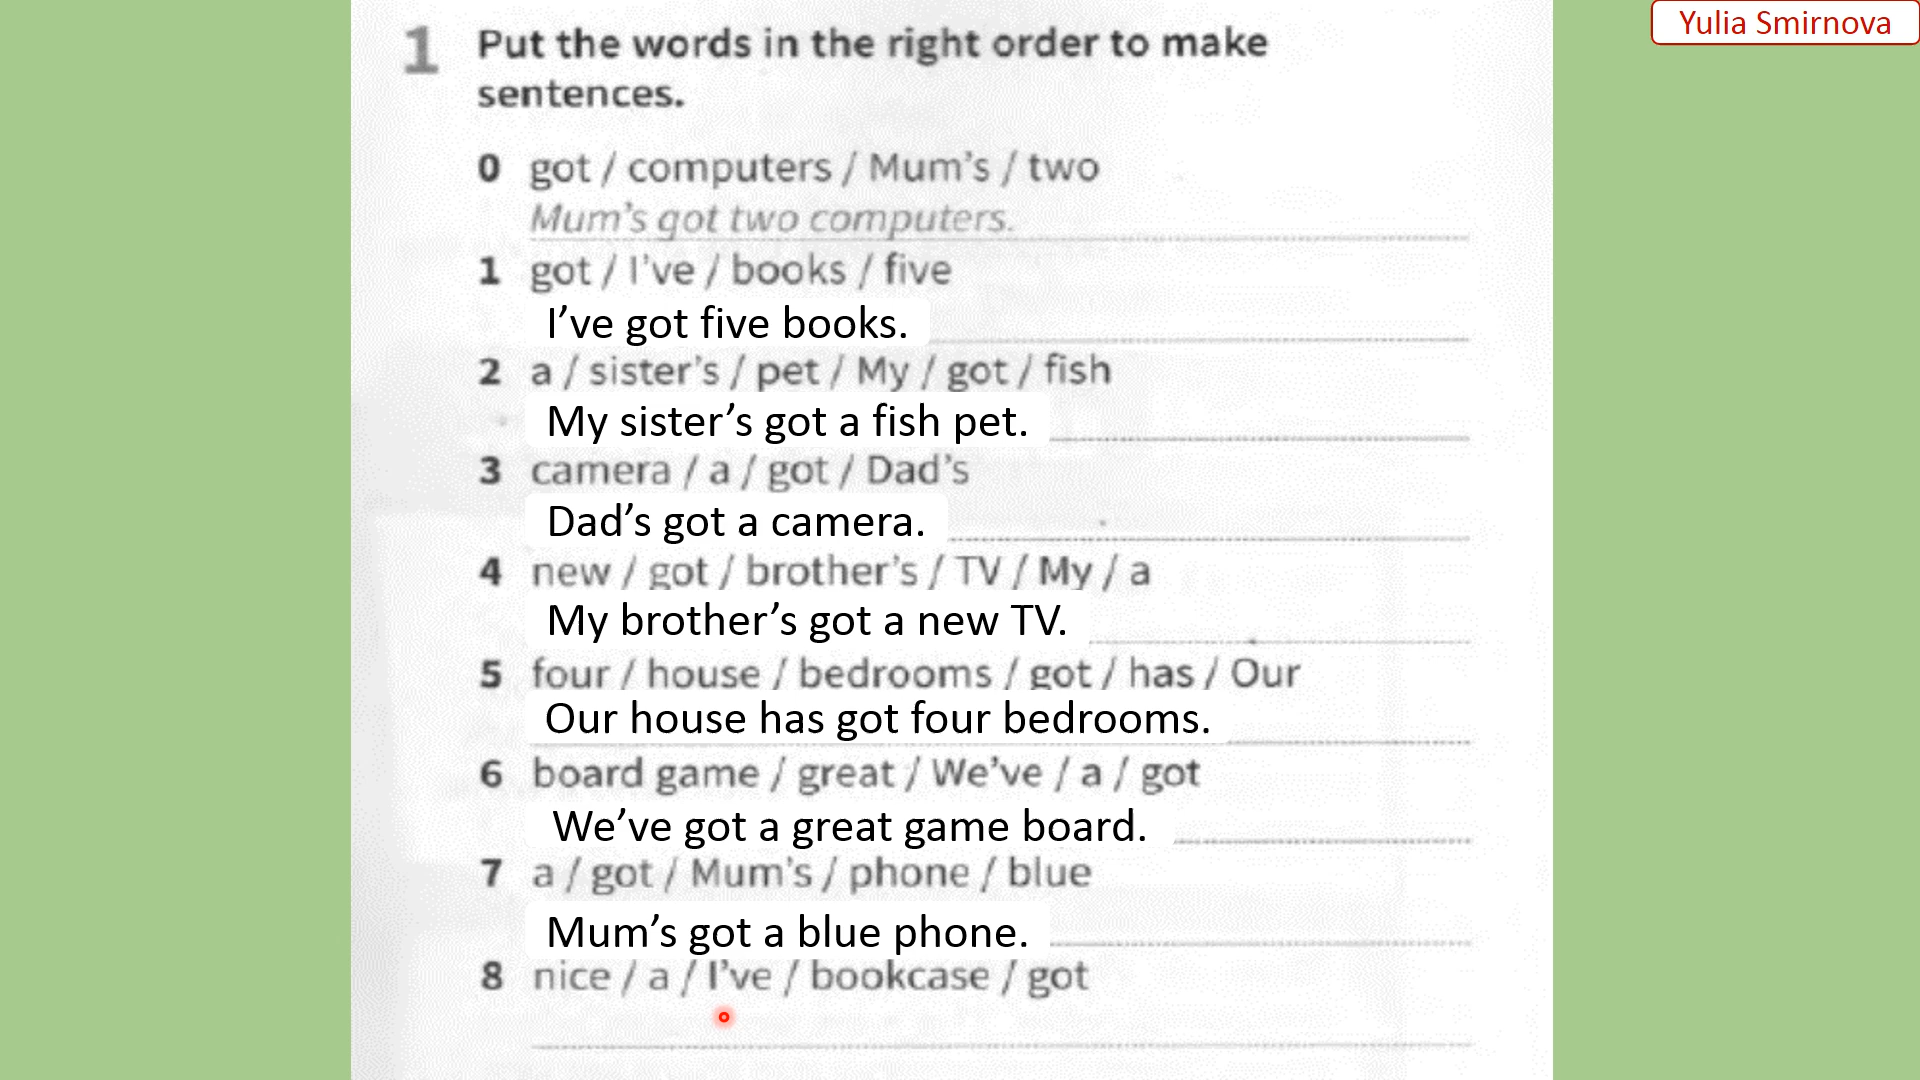 Yulia Smirnova
1 Put the words in the right order to make
sentences.
0 got / computers / Mum's / two
Mum's got two computers.
1 got / I've / books / five
I've got five books.
2 a / sister's / pet / My / got / fish
My sister's got a fish pet.
3 camera / a / got / Dad's
Dad's got a camera.
4 new / got / brother's / TV / My / a
My brother's got a new TV.
5 four / house / bedrooms / got / has / Our
Our house has got four bedrooms.
6 board game / great / We've / a / got
We've got a great game board.
7 a / got / Mum's / phone / blue
Mum's got a blue phone.
8 nice / a / I've / bookcase / got